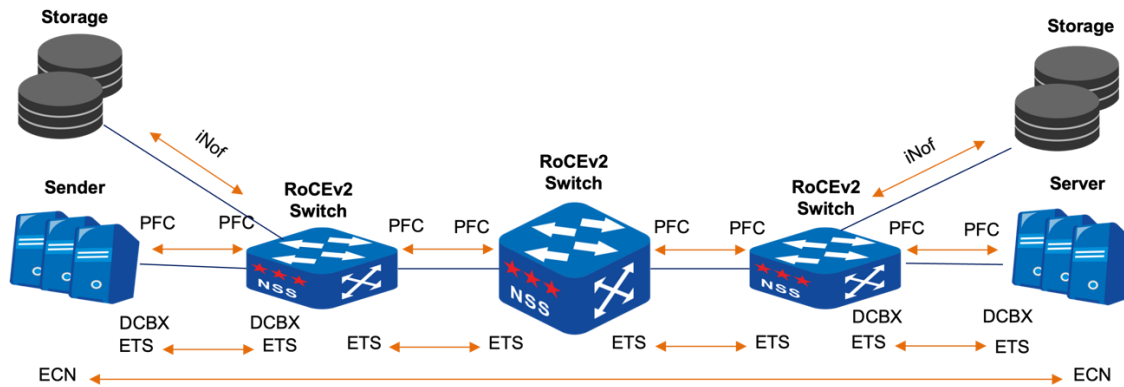 Storage
Storage
iNof
iNof
Sender
RoCEv2
Switch
RoCEv2
Switch
RoCEv2
Switch
Server
PFC PFC PFC PFC PFC PFC PFC PFC
NSS
NSS
NSS
DCBX DCBX DCBX DCBX
ETS ETS ETS ETS ETS ETS ETS ETS
ECN ECN